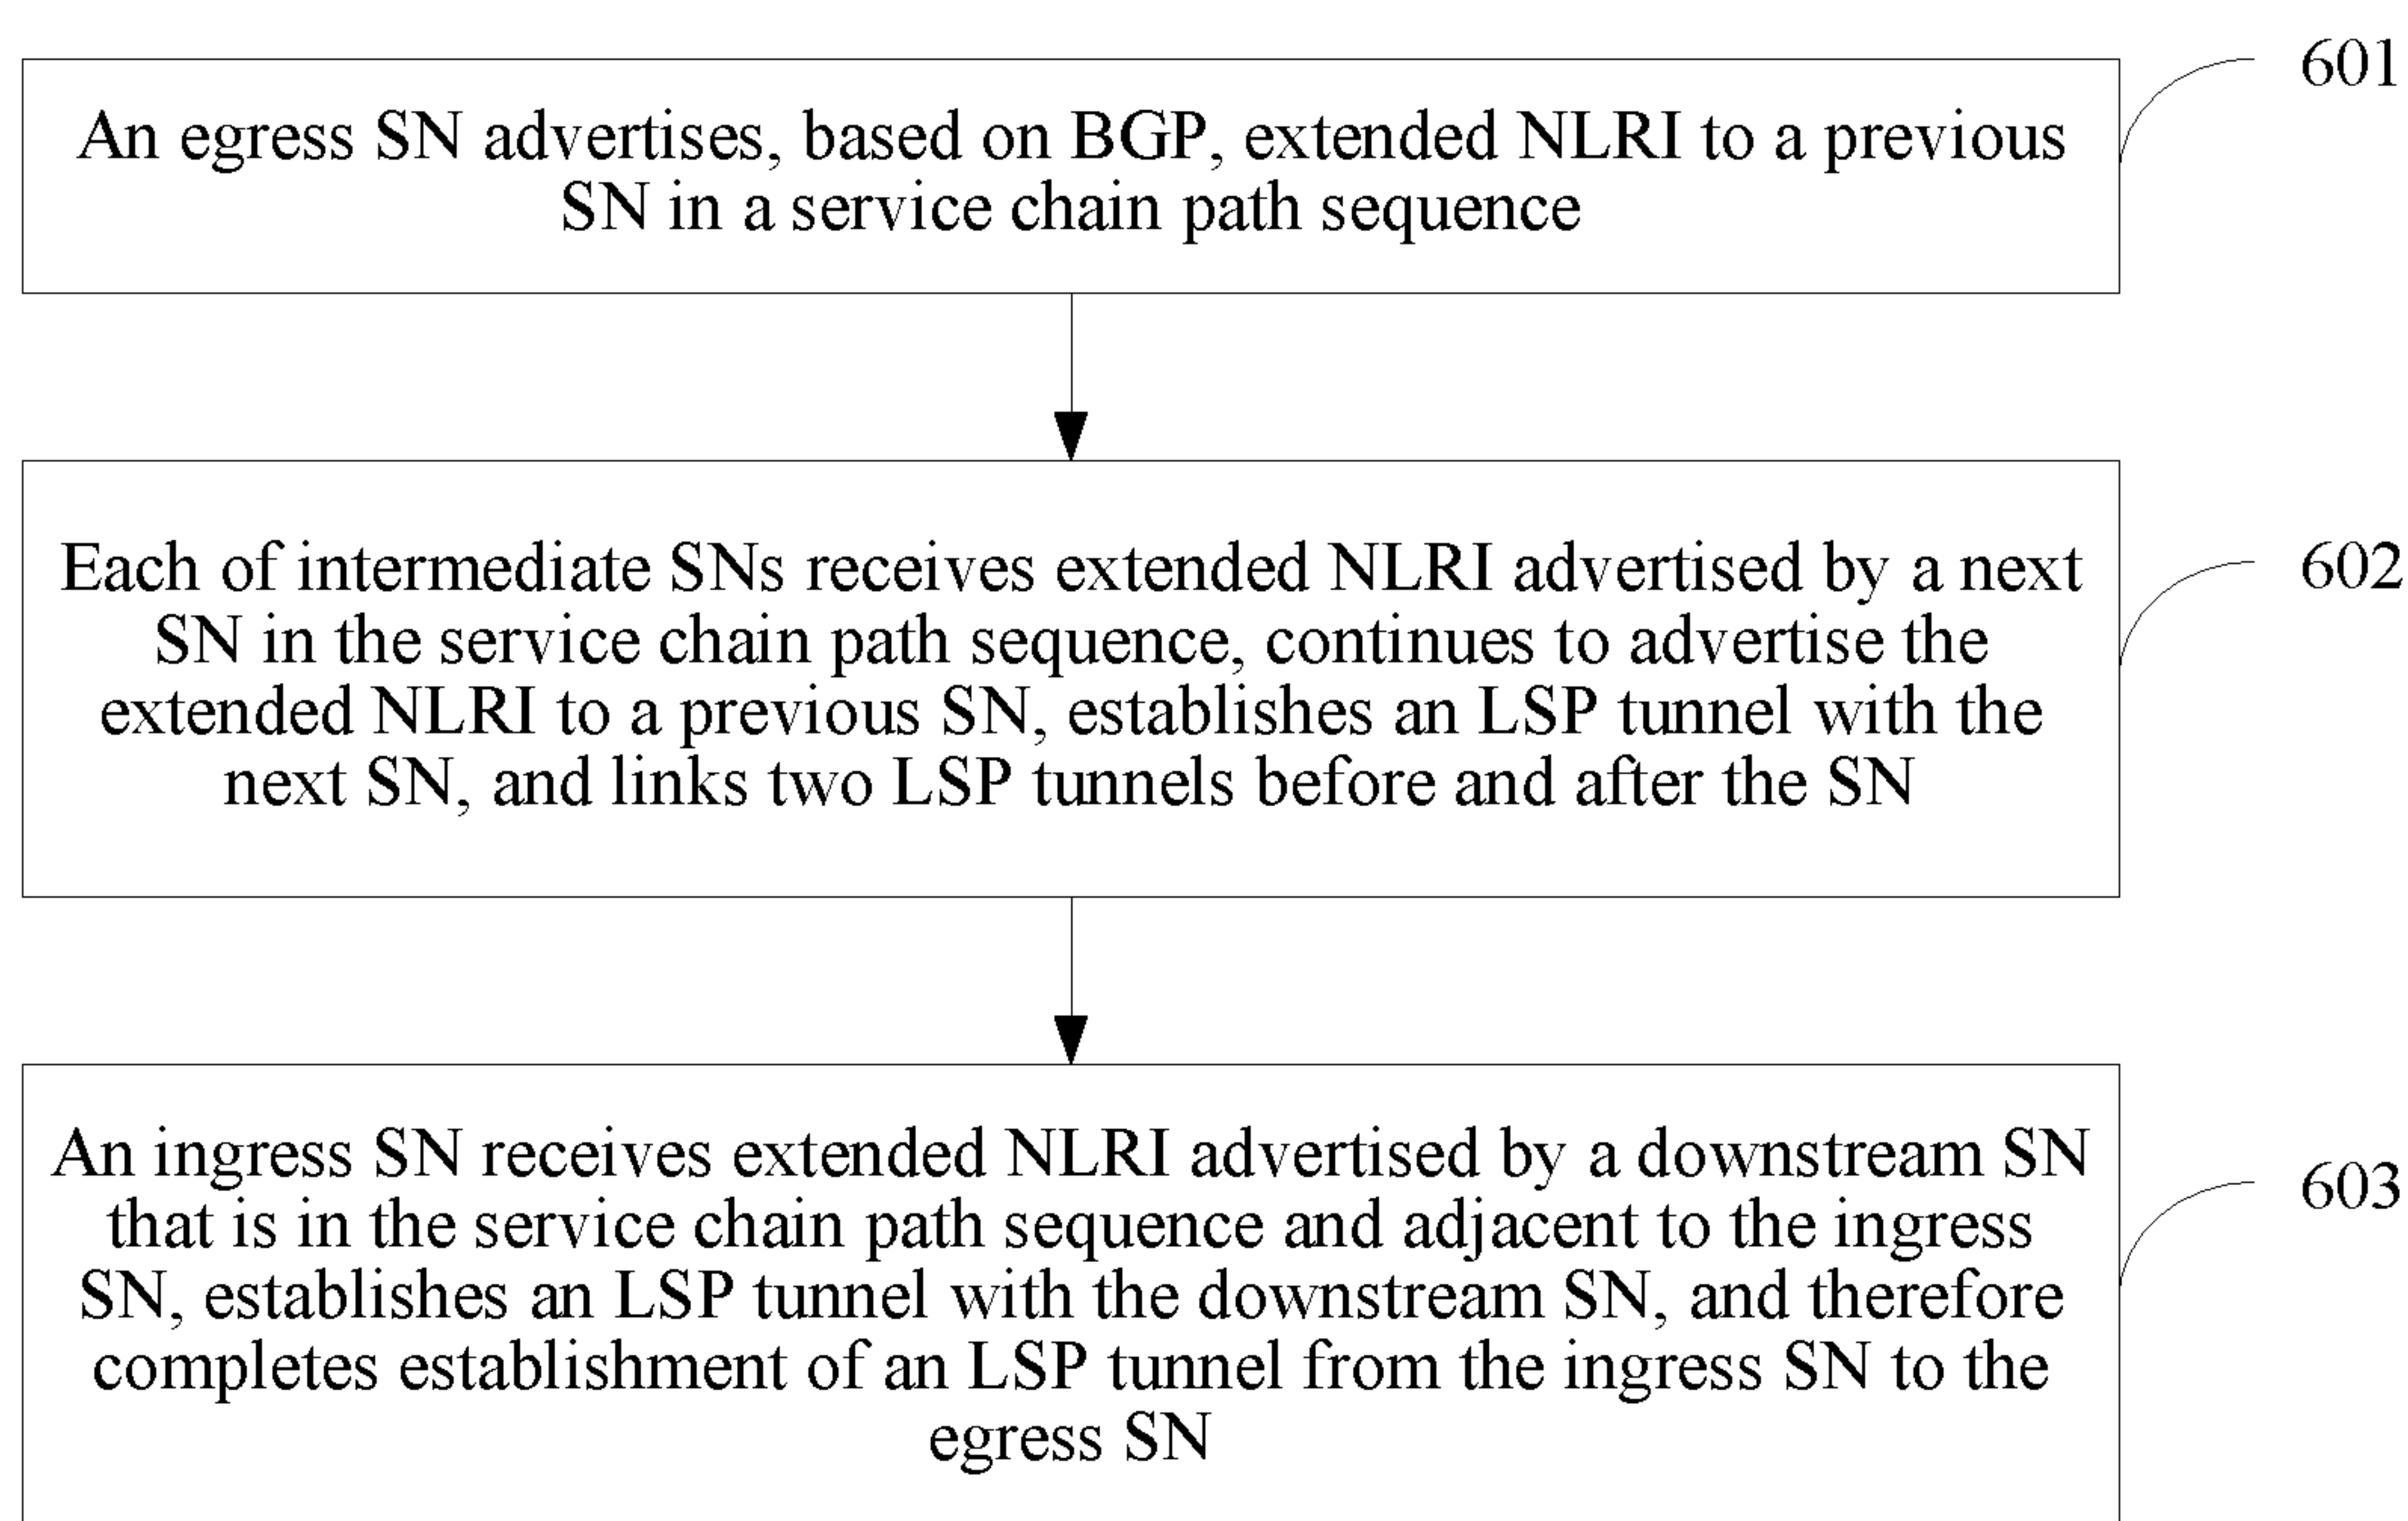 601
An egress SN advertises, based on BGP, extended NLRI to a previous
SN in a service chain path sequence
Each of intermediate SNs receives extended NLRI advertised by a next
602
SN in the service chain path sequence, continues to advertise the
extended NLRI to a previous SN, establishes an LSP tunnel with the
next SN, and links two LSP tunnels before and after the SN
An ingress SN receives extended NLRI advertised by a downstream SN
603
that is in the service chain path sequence and adjacent to the ingress
SN, establishes an LSP tunnel with the downstream SN, and therefore
completes establishment of an LSP tunnel from the ingress SN to the
egress SN